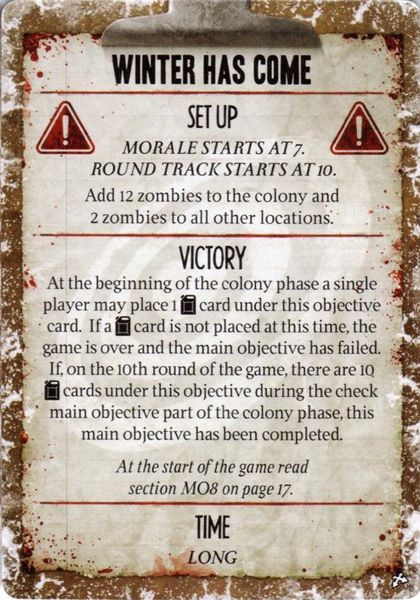 WINTER HAS COME
SET UP
MORALE STARTS AT 7.
ROUND TRACK STARTS AT 10.
Add 12 zombies to the colony and
2 zombies to all other locations.
VICTORY
At the beginning of the colony phase a single
player may place 1 card under this objective
card. If a card is not placed at this time, the
game is over and the main objective has failed.
If, on the 10th round of the game, there are 10
cards under this objective during the check
main objective part of the colony phase, this
main objective has been completed.
At the start of the game read
section MO8 on page 17.
TIME
LONG